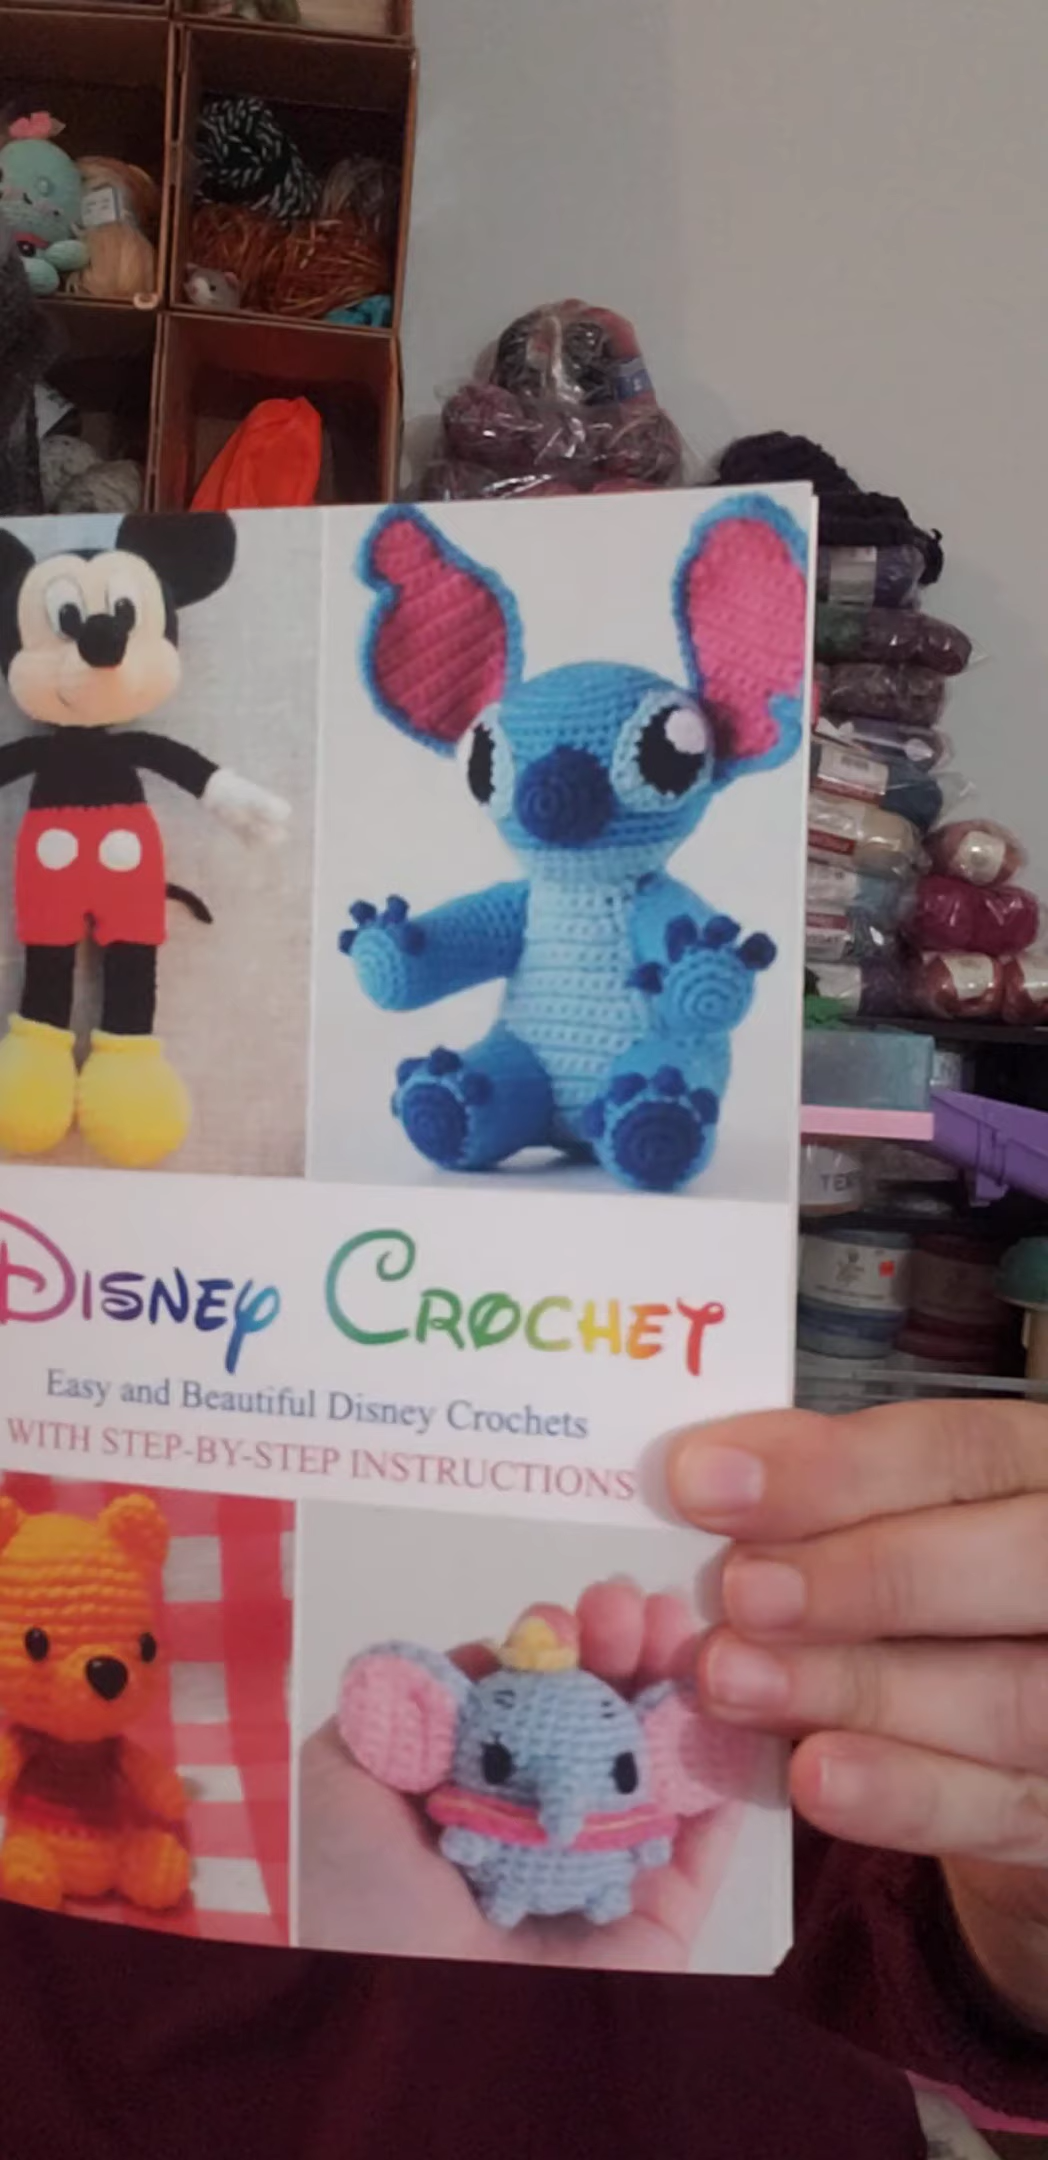 DISNEY CROCHET
Easy and Beautiful Disney Crochets
WITH STEP-BY-STEP INSTRUCTIONS